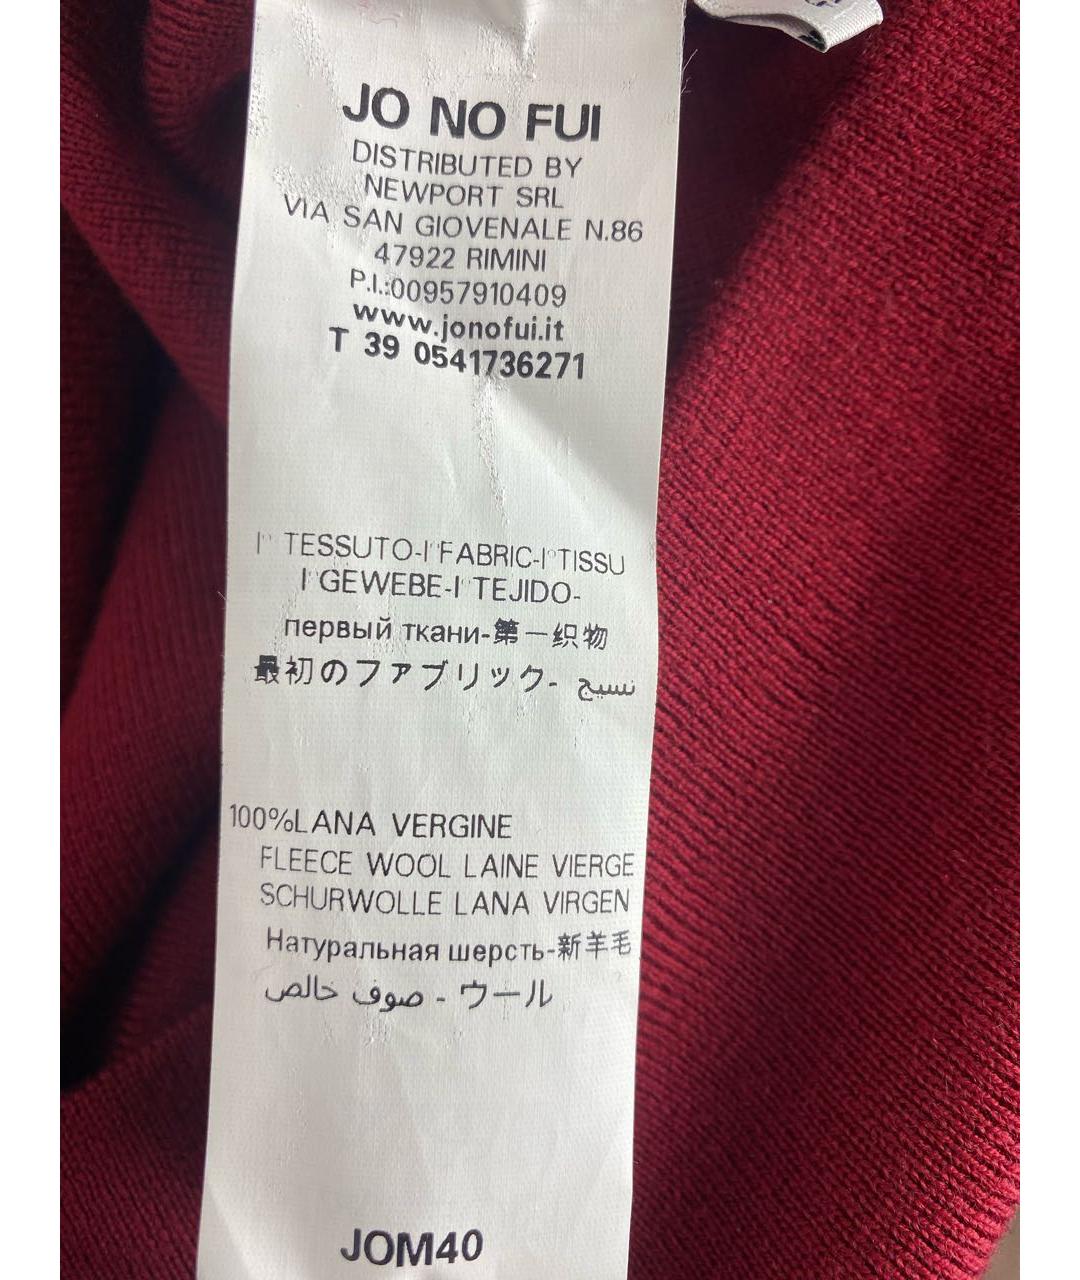 JO NO FUI
DISTRIBUTED BY
NEWPORT SRL
VIA SAN GIOVENALE N.86
47922 RIMINI
P.I.:00957910409
www.jonofui.it
T 39 0541736271
I° TESSUTO-I°FABRIC-I°TISSU
I°GEWEBE-I°TEJIDO-
первый ткани-第一织物
最初のファブリック- نسيج
100%LANA VERGINE
FLEECE WOOL LAINE VIERGE
SCHURWOLLE LANA VIRGEN
Натуральная шерсть-新羊毛
صوف خالص - ウール
JOM40